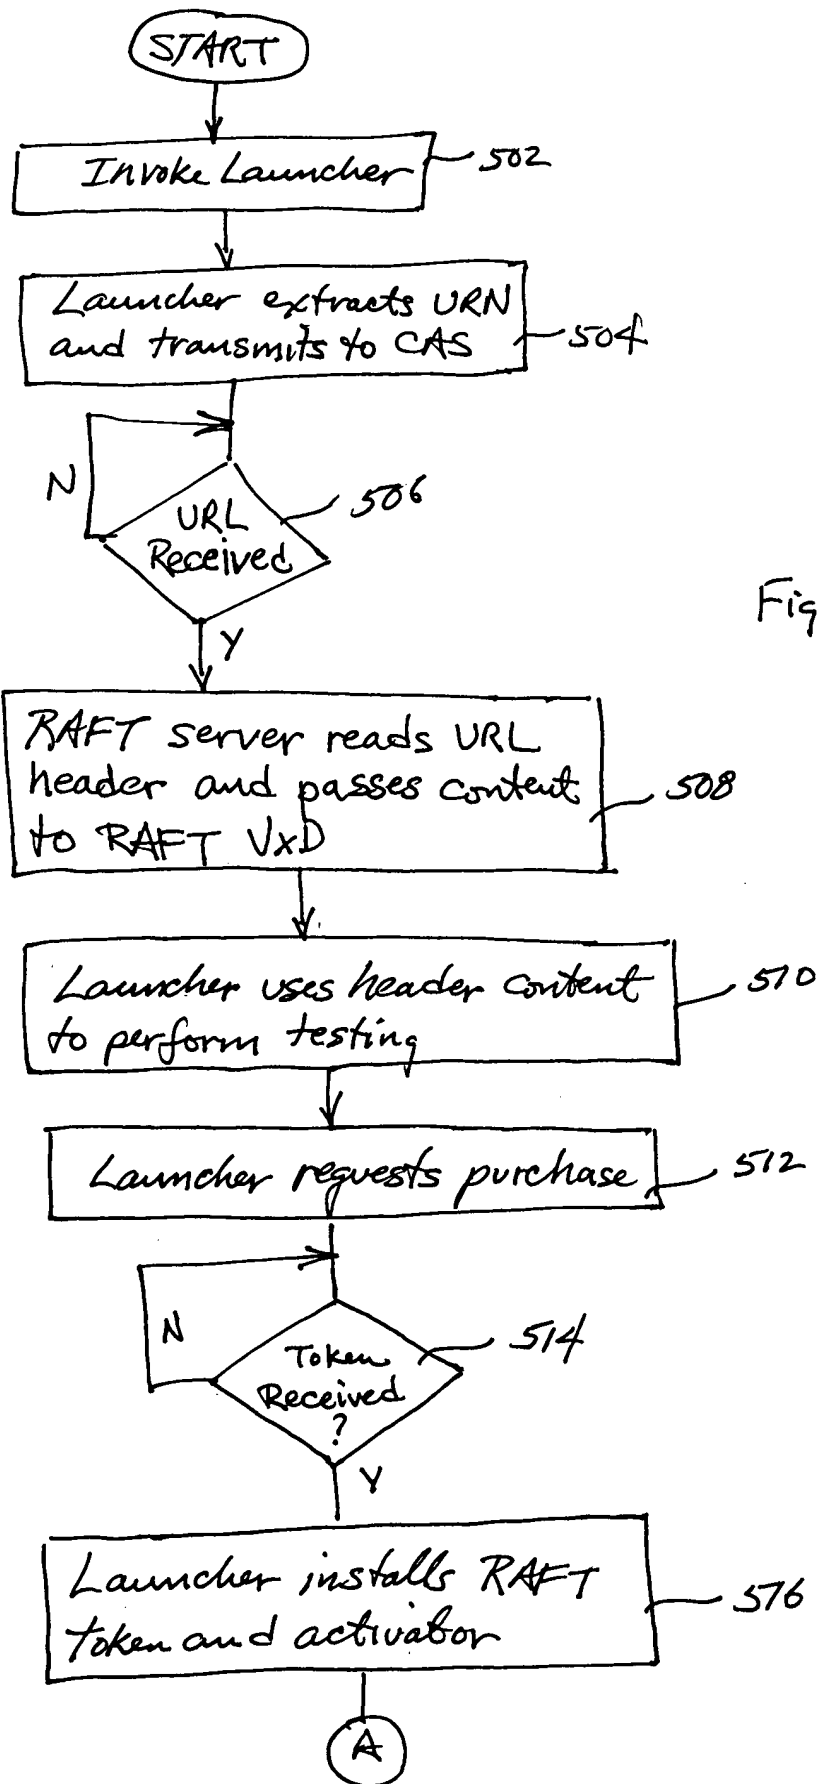 START
Invoke Launcher
502
Launcher extracts URN
and transmits to CAS
504
N
URL
Received
506
Y
Fig
RAFT server reads URL
header and passes content
to RAFT VxD
508
Launcher uses header content
to perform testing
510
Launcher requests purchase
512
N
Token
Received
?
514
Y
Launcher installs RAFT
token and activator
516
A